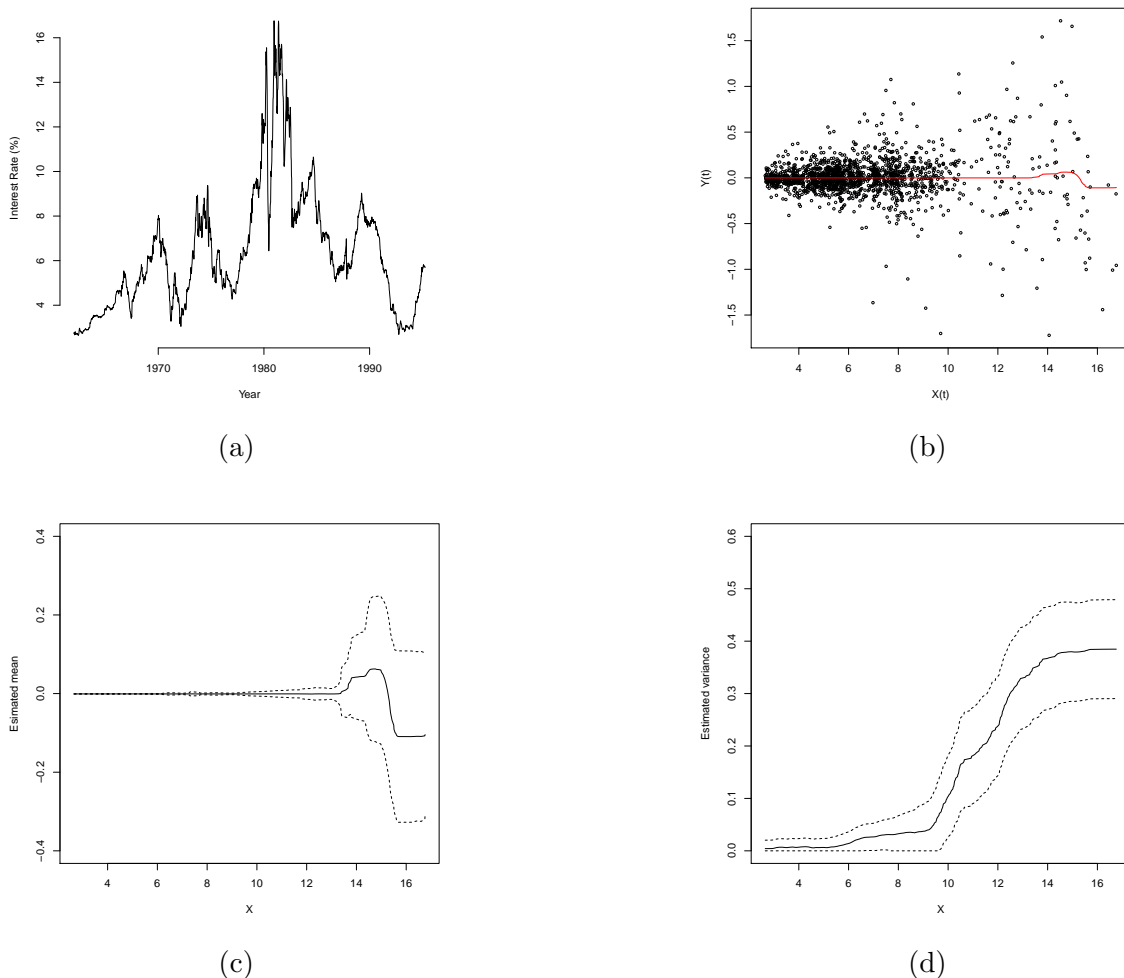 16
14
12
10
8
6
4
Interest Rate (%)
1970 1980 1990
Year
(a)
1.5
1.0
0.5
0.0
−0.5
−1.0
−1.5
Y(t)
4 6 8 10 12 14 16
X(t)
(b)
0.4
0.2
0.0
−0.2
−0.4
Esimated mean
4 6 8 10 12 14 16
X
(c)
0.6
0.5
0.4
0.3
0.2
0.1
0.0
Estimated variance
4 6 8 10 12 14 16
X
(d)